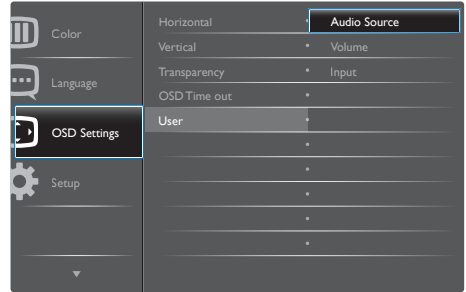 Color
Language
OSD Settings
Setup
Horizontal
Vertical
Transparency
OSD Time out
User
Audio Source
Volume
Input